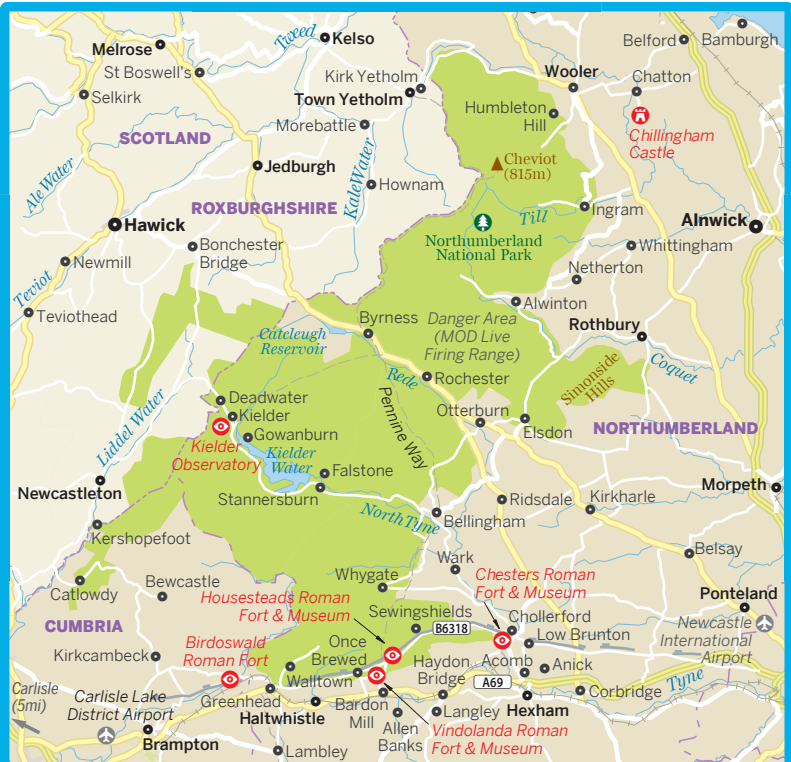 Melrose
Tweed
Kelso
Belford
Bamburgh
St Boswell's
Kirk Yetholm
Wooler
Chatton
Selkirk
Town Yetholm
Humbleton
Hill
Morebattle
SCOTLAND
Chillingham
Castle
Ale Water
Jedburgh
Kale Water
Cheviot
(815m)
Hownam
ROXBURGHSHIRE
Till
Ingram
Hawick
Alnwick
Northumberland
National Park
Bonchester
Bridge
Whittingham
Newmill
Netherton
Teviot
Alwinton
Teviothead
Catcleugh
Reservoir
Byrness
Danger Area
(MOD Live
Firing Range)
Rothbury
Coquet
Simonside
Hills
Rede
Rochester
Pennine Way
Deadwater
Kielder
Otterburn
Elsdon
NORTHUMBERLAND
Liddel Water
Gowanburn
Kielder
Observatory
Kielder
Water
Falstone
Newcastleton
Stannersburn
Ridsdale
Kirkharle
Morpeth
North Tyne
Bellingham
Kershopefoot
Belsay
Wark
Catlowdy
Bewcastle
Whygate
Chesters Roman
Fort & Museum
Housesteads Roman
Fort & Museum
Ponteland
Sewingshields
CUMBRIA
B6318
Chollerford
Newcastle
International
Airport
Birdoswald
Roman Fort
Once
Brewed
Low Brunton
Kirkcambeck
Walltown
Haydon
Bridge
Acomb
Anick
Tyne
Carlisle
(5mi)
Carlisle Lake
District Airport
Greenhead
Bardon
Mill
A69
Corbridge
Haltwhistle
Langley
Hexham
Allen
Banks
Vindolanda Roman
Fort & Museum
Brampton
Lambley